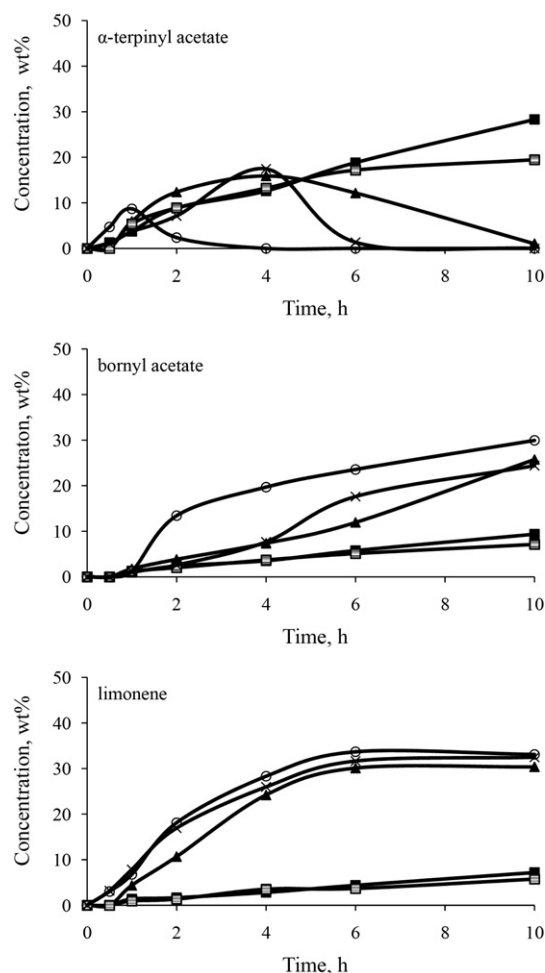 α-terpinyl acetate
Concentration, wt%
50
40
30
20
10
0
0 2 4 6 8 10
Time, h
bornyl acetate
Concentraton, wt%
50
40
30
20
10
0
0 2 4 6 8 10
Time, h
limonene
Concentration, wt%
50
40
30
20
10
0
0 2 4 6 8 10
Time, h